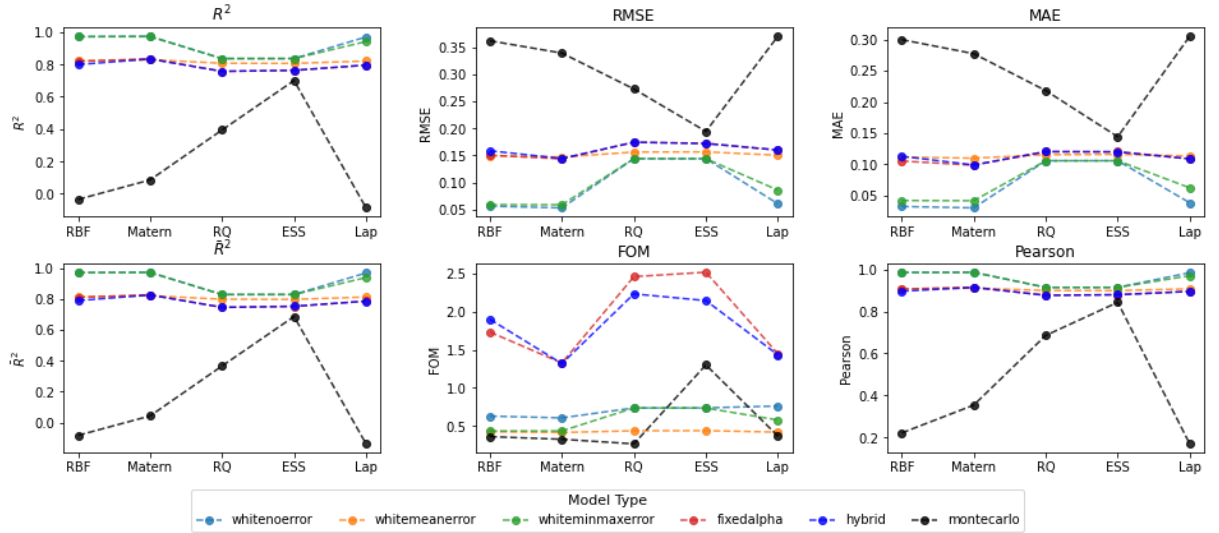 R²
R²
1.0
0.8
0.6
0.4
0.2
0.0
RBF Matern RQ ESS Lap
RMSE
RMSE
0.35
0.30
0.25
0.20
0.15
0.10
0.05
RBF Matern RQ ESS Lap
MAE
MAE
0.30
0.25
0.20
0.15
0.10
0.05
RBF Matern RQ ESS Lap
R̄²
R̄²
1.0
0.8
0.6
0.4
0.2
0.0
RBF Matern RQ ESS Lap
FOM
FOM
2.5
2.0
1.5
1.0
0.5
RBF Matern RQ ESS Lap
Pearson
Pearson
1.0
0.8
0.6
0.4
0.2
RBF Matern RQ ESS Lap
Model Type
whitenoerror whitemeanerror whiteminmaxerror fixedalpha hybrid montecarlo